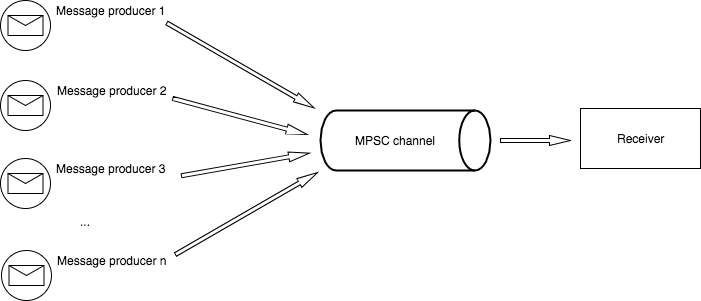 Message producer 1
Message producer 2
Message producer 3
...
Message producer n
MPSC channel
Receiver